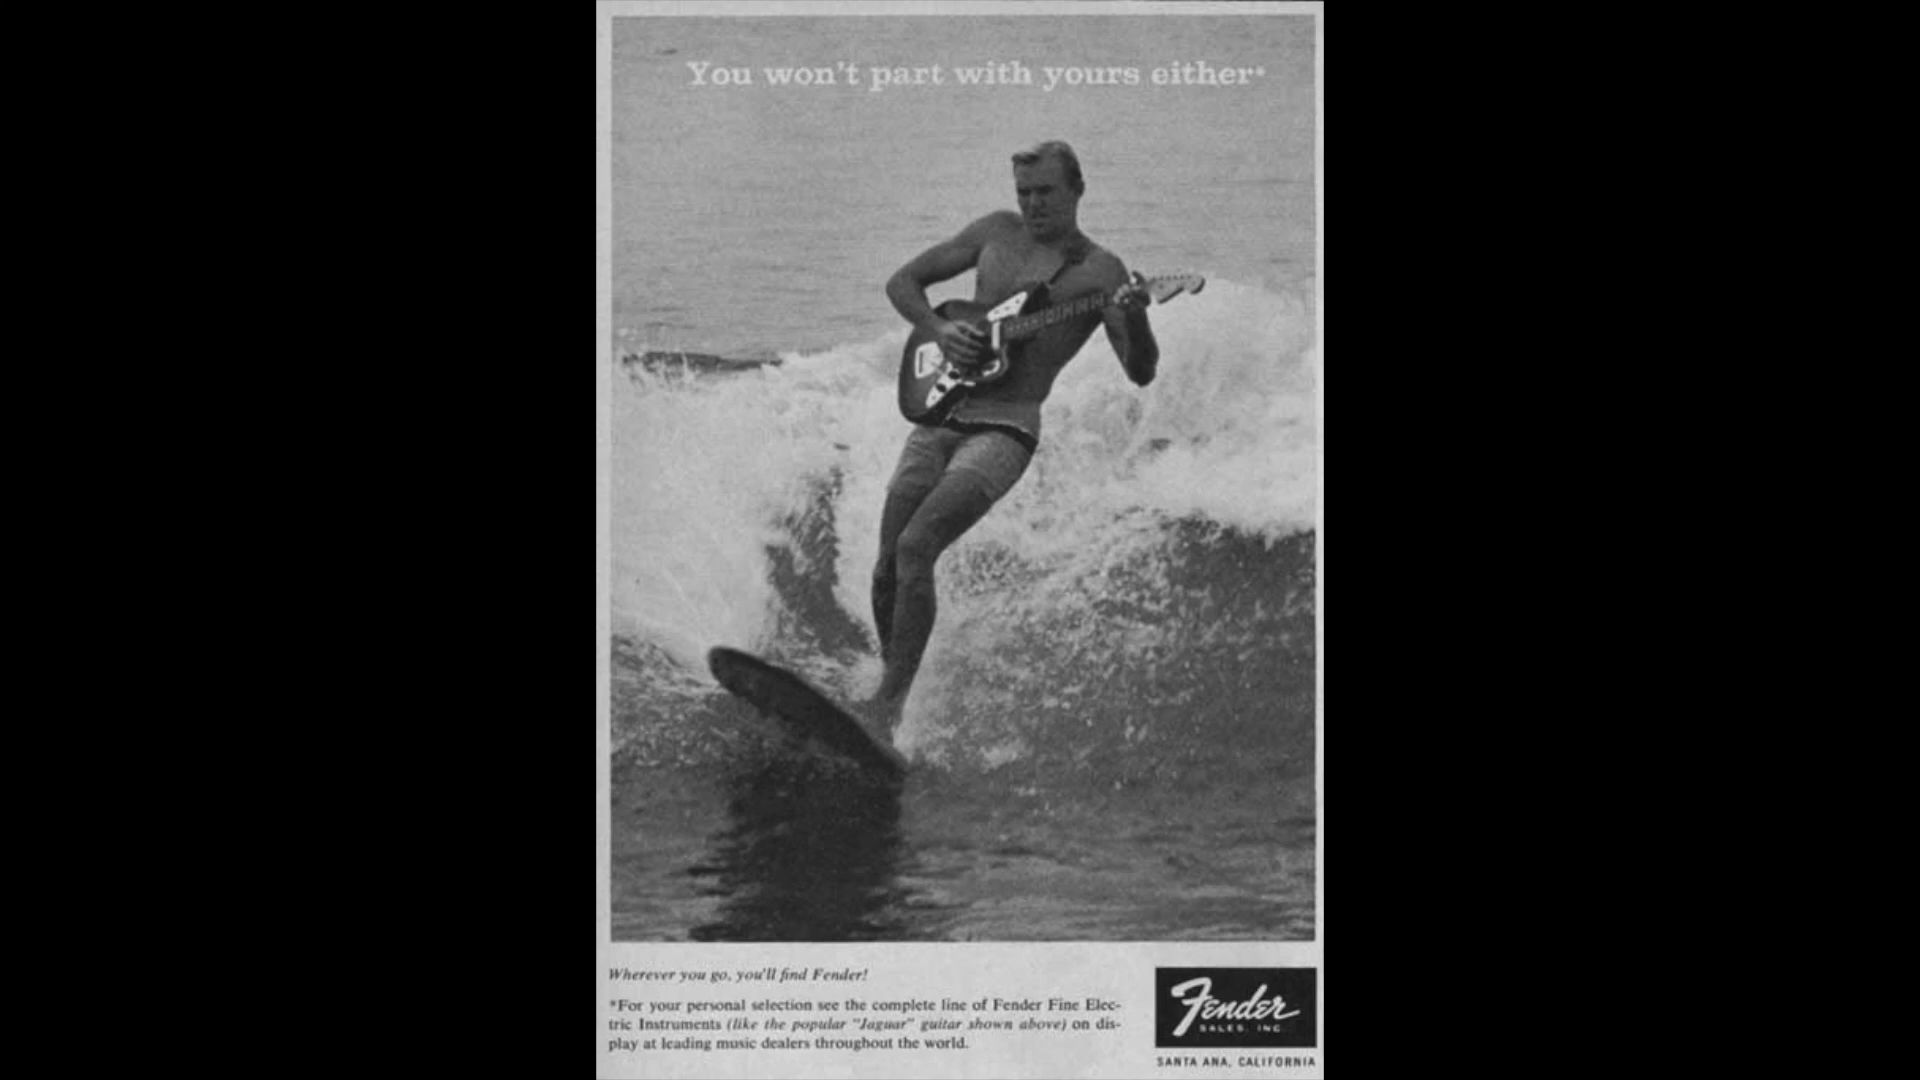 You won't part with yours either*
Wherever you go, you'll find Fender!
*For your personal selection see the complete line of Fender Fine Elec-
tric Instruments (like the popular "Jaguar" guitar shown above) on dis-
play at leading music dealers throughout the world.
Fender
SALES, INC.
SANTA ANA, CALIFORNIA